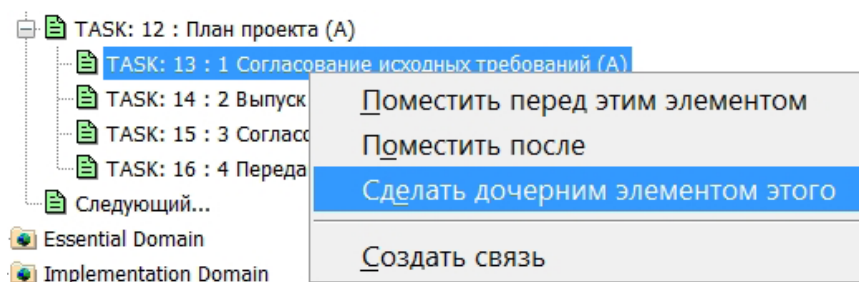 TASK: 12 : План проекта (A)
TASK: 13 : 1 Согласование исходных требований (A)
TASK: 14 : 2 Выпуск
TASK: 15 : 3 Соглас
TASK: 16 : 4 Переда
Следующий...
Essential Domain
Implementation Domain
Поместить перед этим элементом
Поместить после
Сделать дочерним элементом этого
Создать связь